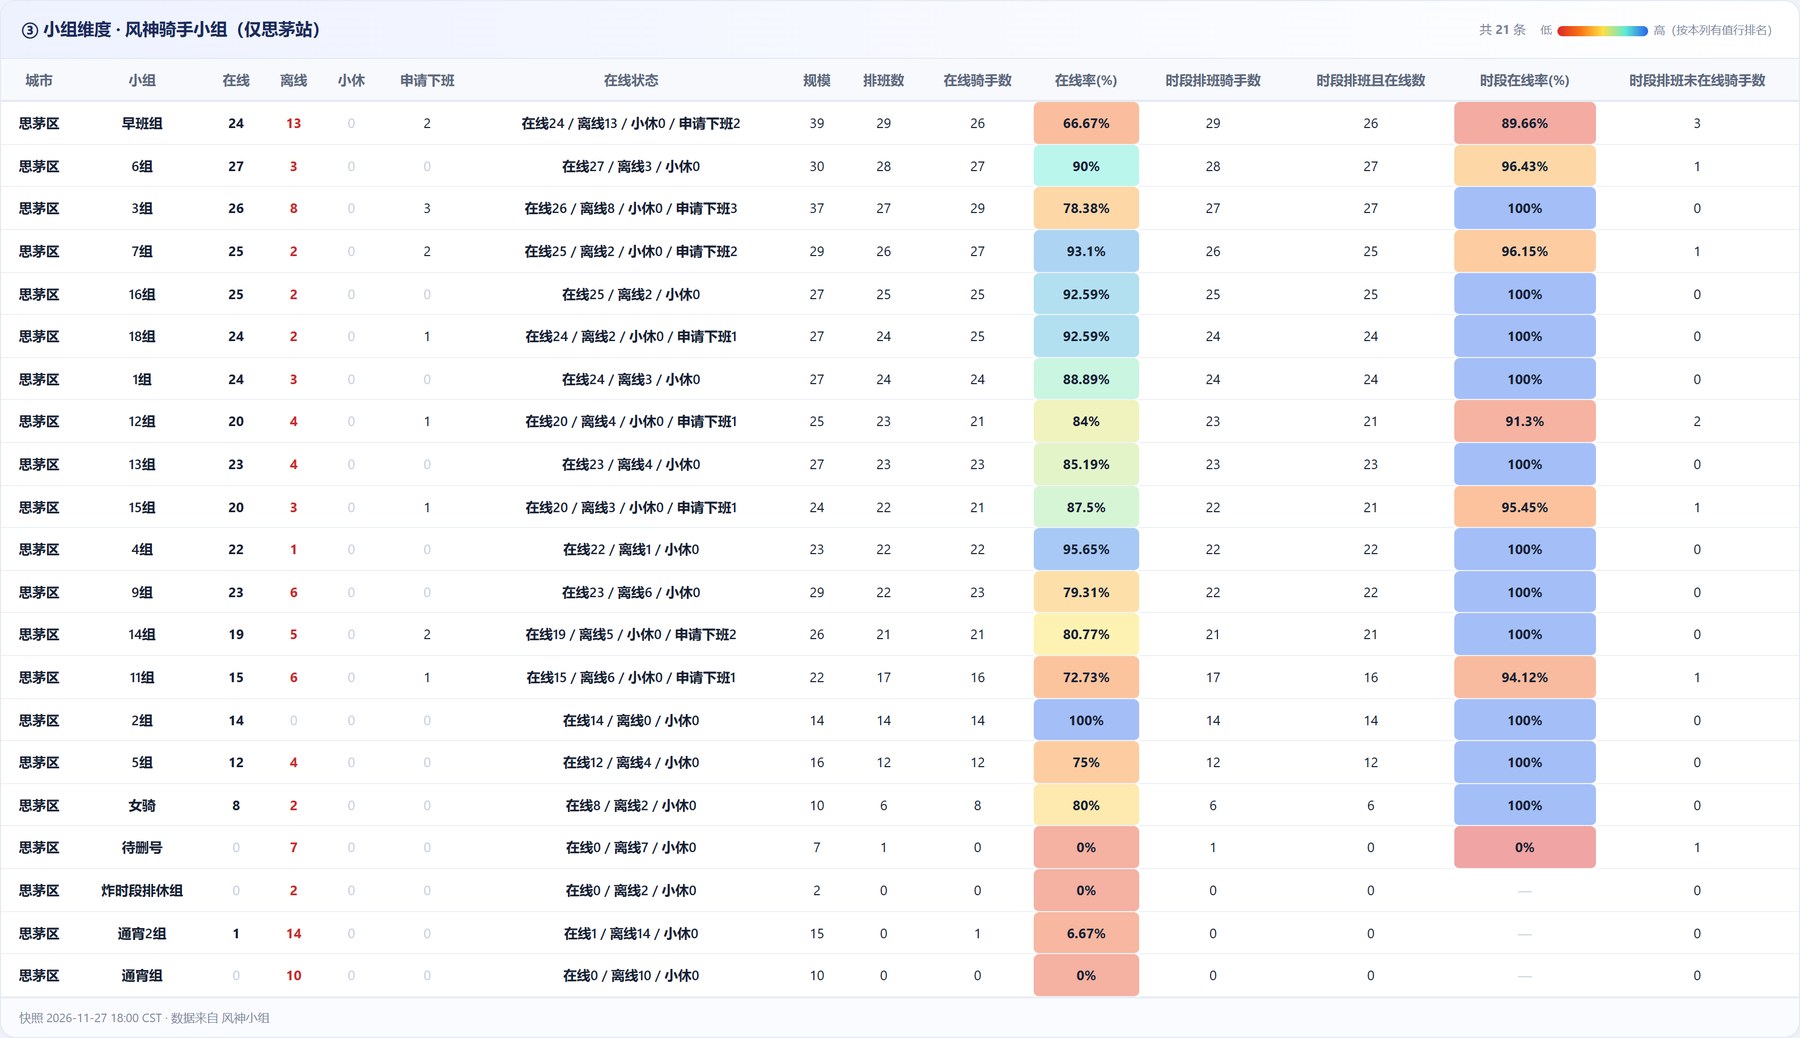 ③ 小组维度 · 风神骑手小组（仅思茅站）
共 21 条 低 高 (按本列有值行排名)
城市 小组 在线 离线 小休 申请下班 在线状态 规模 排班数 在线骑手数 在线率(%) 时段排班骑手数 时段排班且在线数 时段在线率(%) 时段排班未在线骑手数
思茅区 早班组 24 13 0 2 在线24 / 离线13 / 小休0 / 申请下班2 39 29 26 66.67% 29 26 89.66% 3
思茅区 6组 27 3 0 0 在线27 / 离线3 / 小休0 30 28 27 90% 28 27 96.43% 1
思茅区 3组 26 8 0 3 在线26 / 离线8 / 小休0 / 申请下班3 37 27 29 78.38% 27 27 100% 0
思茅区 7组 25 2 0 2 在线25 / 离线2 / 小休0 / 申请下班2 29 26 27 93.1% 26 25 96.15% 1
思茅区 16组 25 2 0 0 在线25 / 离线2 / 小休0 27 25 25 92.59% 25 25 100% 0
思茅区 18组 24 2 0 1 在线24 / 离线2 / 小休0 / 申请下班1 27 24 25 92.59% 24 24 100% 0
思茅区 1组 24 3 0 0 在线24 / 离线3 / 小休0 27 24 24 88.89% 24 24 100% 0
思茅区 12组 20 4 0 1 在线20 / 离线4 / 小休0 / 申请下班1 25 23 21 84% 23 21 91.3% 2
思茅区 13组 23 4 0 0 在线23 / 离线4 / 小休0 27 23 23 85.19% 23 23 100% 0
思茅区 15组 20 3 0 1 在线20 / 离线3 / 小休0 / 申请下班1 24 22 21 87.5% 22 21 95.45% 1
思茅区 4组 22 1 0 0 在线22 / 离线1 / 小休0 23 22 22 95.65% 22 22 100% 0
思茅区 9组 23 6 0 0 在线23 / 离线6 / 小休0 29 22 23 79.31% 22 22 100% 0
思茅区 14组 19 5 0 2 在线19 / 离线5 / 小休0 / 申请下班2 26 21 21 80.77% 21 21 100% 0
思茅区 11组 15 6 0 1 在线15 / 离线6 / 小休0 / 申请下班1 22 17 16 72.73% 17 16 94.12% 1
思茅区 2组 14 0 0 0 在线14 / 离线0 / 小休0 14 14 14 100% 14 14 100% 0
思茅区 5组 12 4 0 0 在线12 / 离线4 / 小休0 16 12 12 75% 12 12 100% 0
思茅区 女骑 8 2 0 0 在线8 / 离线2 / 小休0 10 6 8 80% 6 6 100% 0
思茅区 待删号 0 7 0 0 在线0 / 离线7 / 小休0 7 1 0 0% 1 0 0% 1
思茅区 炸时段排休组 0 2 0 0 在线0 / 离线2 / 小休0 2 0 0 0% 0 0 — 0
思茅区 通宵2组 1 14 0 0 在线1 / 离线14 / 小休0 15 0 1 6.67% 0 0 — 0
思茅区 通宵组 0 10 0 0 在线0 / 离线10 / 小休0 10 0 0 0% 0 0 — 0
快照 2026-11-27 18:00 CST · 数据来自 风神小组